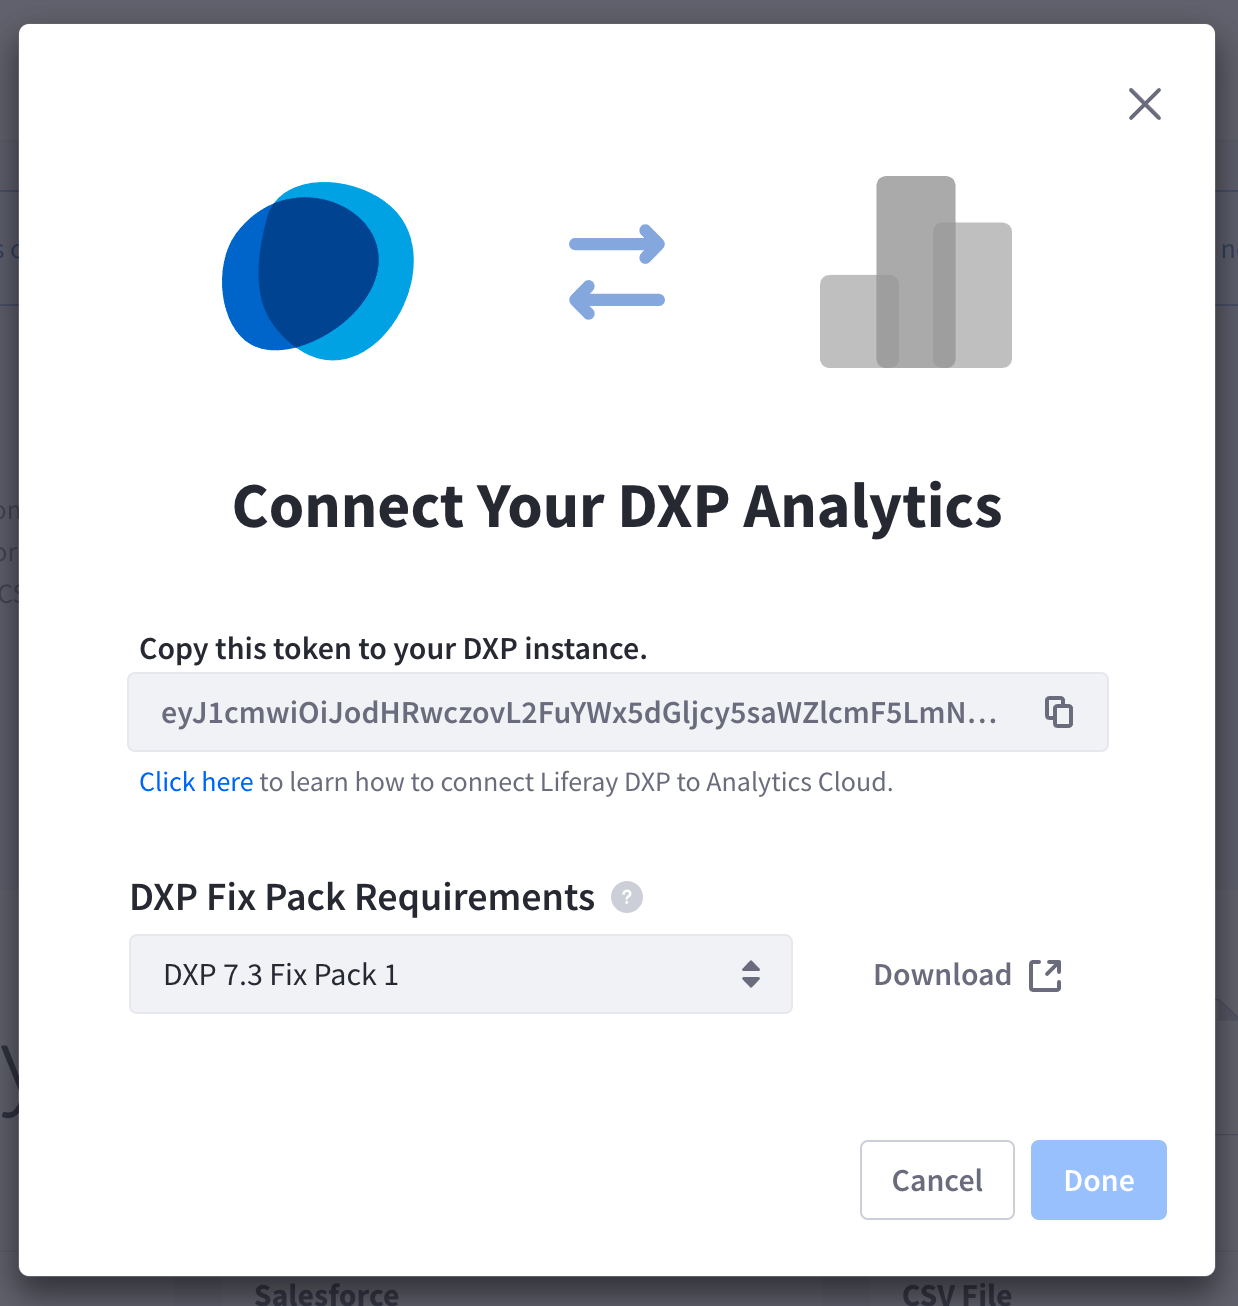 Connect Your DXP Analytics
Copy this token to your DXP instance.
eyJ1cmwiOiJodHRwczovL2FuYWx5dGljcy5saWZlcmF5LmN...
Click here to learn how to connect Liferay DXP to Analytics Cloud.
DXP Fix Pack Requirements ?
DXP 7.3 Fix Pack 1
Download
Cancel
Done
Salesforce
CSV File